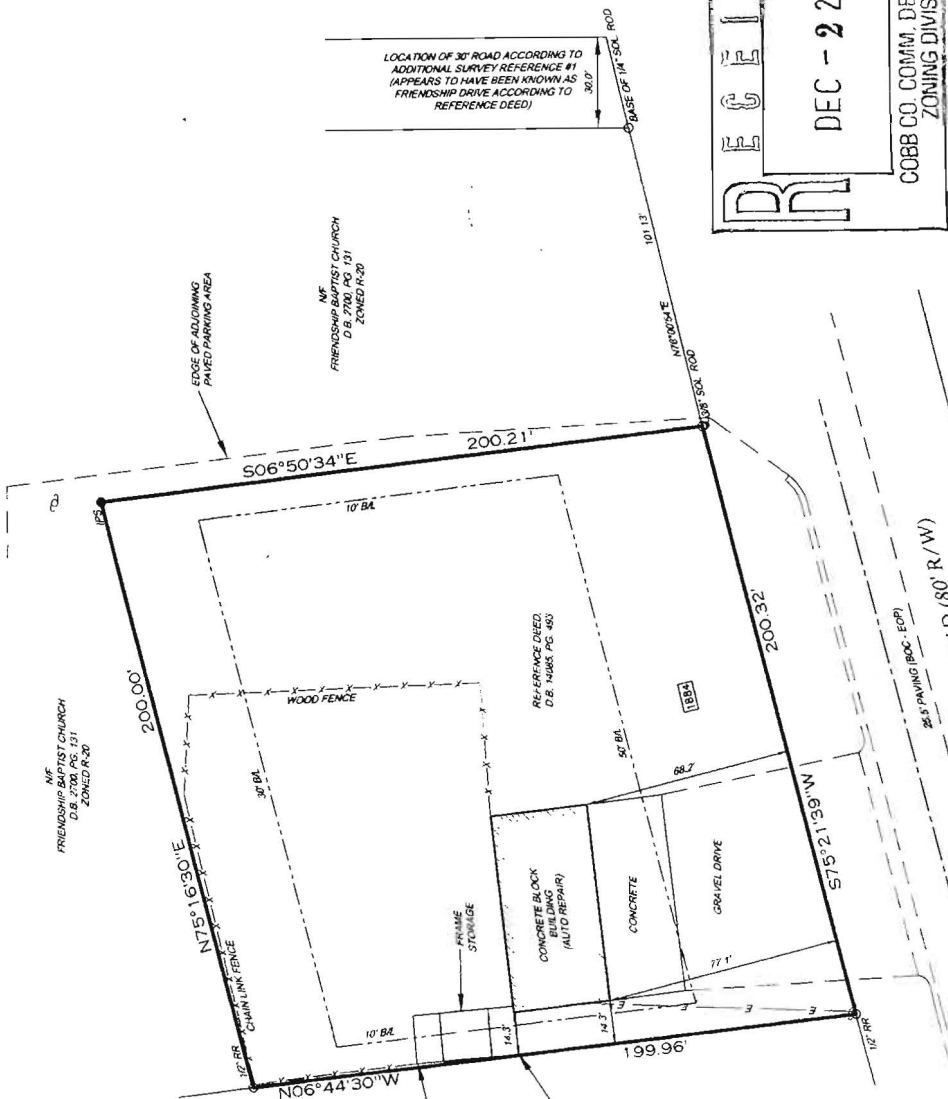 LOCATION OF 30' ROAD ACCORDING TO
ADDITIONAL SURVEY REFERENCE #1
(APPEARS TO HAVE BEEN KNOWN AS
FRIENDSHIP DRIVE ACCORDING TO
REFERENCE DEED)
30.0'
BASE OF 1/4" SOL ROD
R E C E I
DEC - 2 2
COBB CO. COMM. DE
ZONING DIVIS
EDGE OF ADJOINING
PAVED PARKING AREA
N/F
FRIENDSHIP BAPTIST CHURCH
D.B. 2700, PG. 131
ZONED R-20
101.13'
N76°00'54"E
3/8" SOL ROD
S06°50'34"E
200.21'
IPS
10' B/L
N/F
FRIENDSHIP BAPTIST CHURCH
D.B. 2700, PG. 131
ZONED R-20
200.00'
N75°16'30"E
CHAIN LINK FENCE
1/2" RR
WOOD FENCE
30' B/L
REFERENCE DEED:
D.B. 14085, PG. 493
1884
50' B/L
68.2'
200.32'
S75°21'39"W
FRAME
STORAGE
CONCRETE BLOCK
BUILDING
(AUTO REPAIR)
CONCRETE
GRAVEL DRIVE
77.1'
10' B/L
14.3'
14.3'
E E E E
N06°44'30"W
199.96'
1/2" RR
26.5' PAVING (BOC - EOP)
(80' R/W)